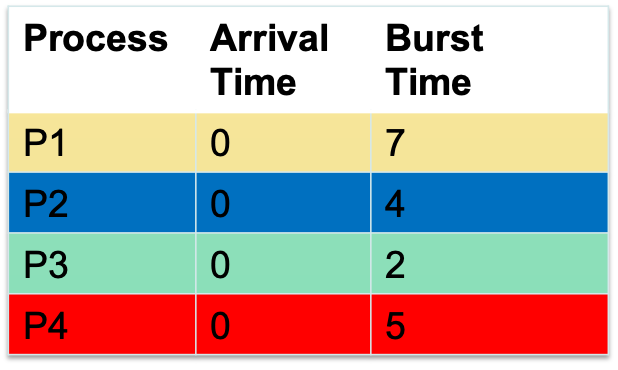 Process Arrival Time Burst Time
P1 0 7
P2 0 4
P3 0 2
P4 0 5